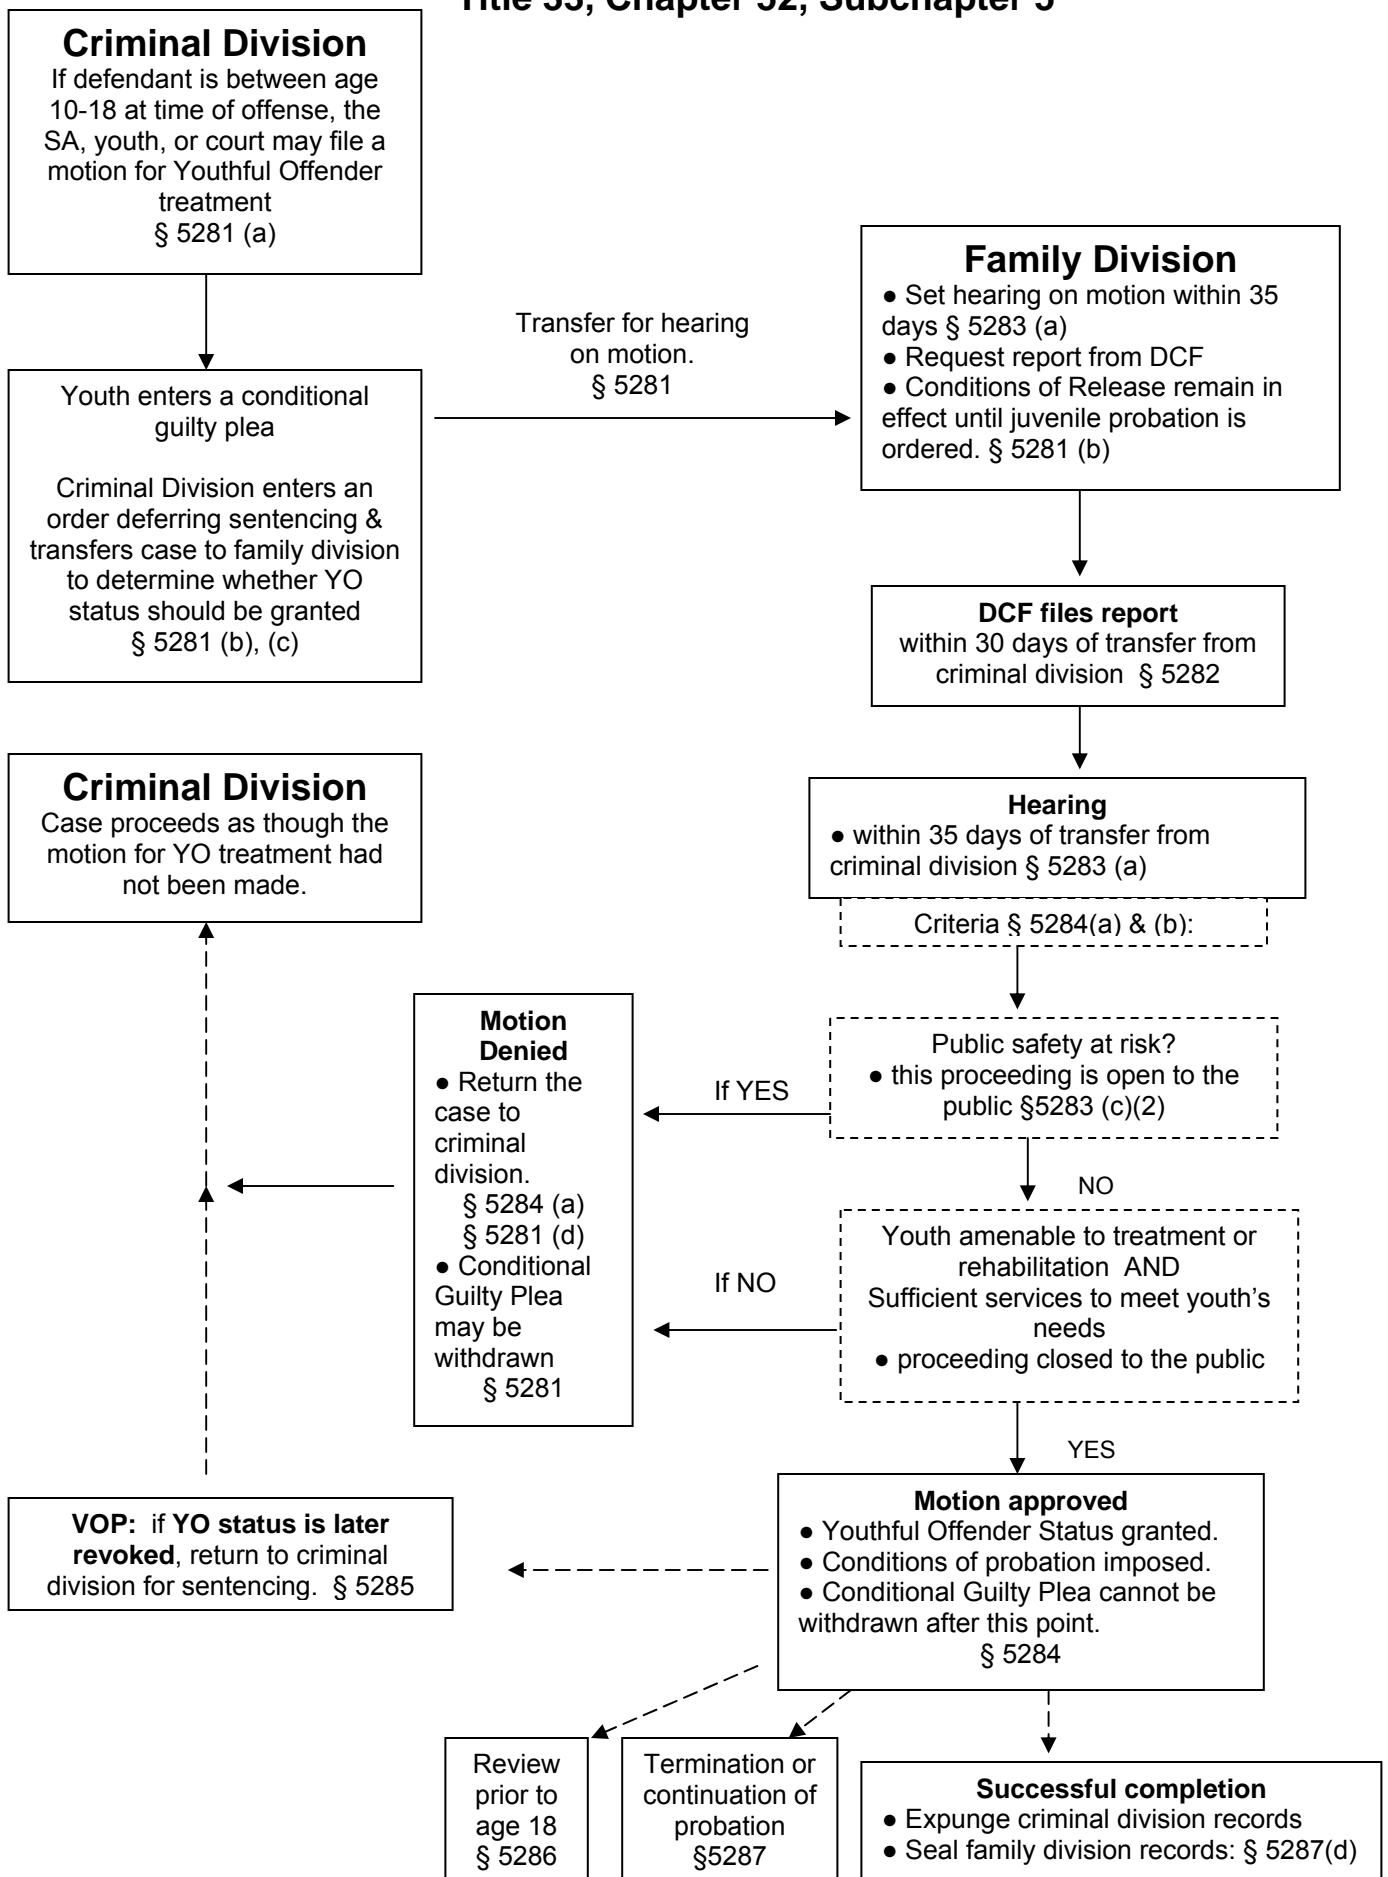 Title 33, Chapter 52, Subchapter 5
Criminal Division
If defendant is between age
10-18 at time of offense, the
SA, youth, or court may file a
motion for Youthful Offender
treatment
§ 5281 (a)
Youth enters a conditional
guilty plea
Criminal Division enters an
order deferring sentencing &
transfers case to family division
to determine whether YO
status should be granted
§ 5281 (b), (c)
Transfer for hearing
on motion.
§ 5281
Family Division
● Set hearing on motion within 35
days § 5283 (a)
● Request report from DCF
● Conditions of Release remain in
effect until juvenile probation is
ordered. § 5281 (b)
DCF files report
within 30 days of transfer from
criminal division § 5282
Hearing
● within 35 days of transfer from
criminal division § 5283 (a)
Criteria § 5284(a) & (b):
Public safety at risk?
● this proceeding is open to the
public §5283 (c)(2)
If YES
NO
Youth amenable to treatment or
rehabilitation AND
Sufficient services to meet youth's
needs
● proceeding closed to the public
If NO
YES
Motion
Denied
● Return the
case to
criminal
division.
§ 5284 (a)
§ 5281 (d)
● Conditional
Guilty Plea
may be
withdrawn
§ 5281
Criminal Division
Case proceeds as though the
motion for YO treatment had
not been made.
Motion approved
● Youthful Offender Status granted.
● Conditions of probation imposed.
● Conditional Guilty Plea cannot be
withdrawn after this point.
§ 5284
VOP: if YO status is later
revoked, return to criminal
division for sentencing. § 5285
Review
prior to
age 18
§ 5286
Termination or
continuation of
probation
§5287
Successful completion
● Expunge criminal division records
● Seal family division records: § 5287(d)